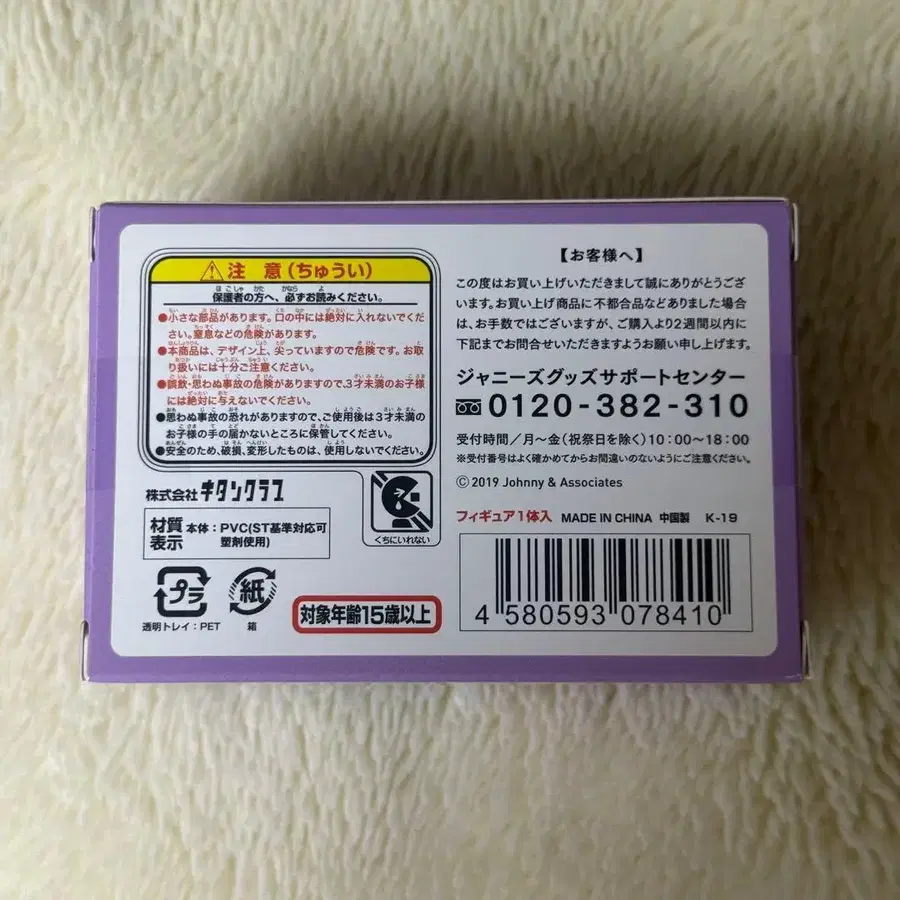 注 意(ちゅうい)
保護者の方へ、必ずお読みください。
●小さな部品があります。口の中には絶対に入れないでくだ
さい。窒息などの危険があります。
●本商品は、デザイン上、尖っていますので危険です。お取
り扱いには十分ご注意ください。
●誤飲・思わぬ事故の危険がありますので、3才未満のお子様
には絶対に与えないでください。
●思わぬ事故の恐れがありますので、ご使用後は3才未満の
お子様の手の届かないところに保管してください。
●安全のため、破損、変形したものは、使用しないでください。
株式会社キタンクラブ
くちにいれない
材質
表示
本体:PVC(ST基準対応可
塑剤使用)
プラ
透明トレイ:PET
紙
箱
対象年齢15歳以上
【お客様へ】
この度はお買い上げいただきまして誠にありがとうござ
います。お買い上げ商品に不都合品などありました場合
は、お手数ではございますが、ご購入より2週間以内に
下記までお問合せいただきますようお願い申し上げます。
ジャニーズグッズサポートセンター
0120-382-310
受付時間/月~金(祝祭日を除く)10:00~18:00
※受付番号はよく確かめてからお間違いのないようにご注意ください。
© 2019 Johnny & Associates
フィギュア1体入 MADE IN CHINA 中国製 K-19
4 580593 078410